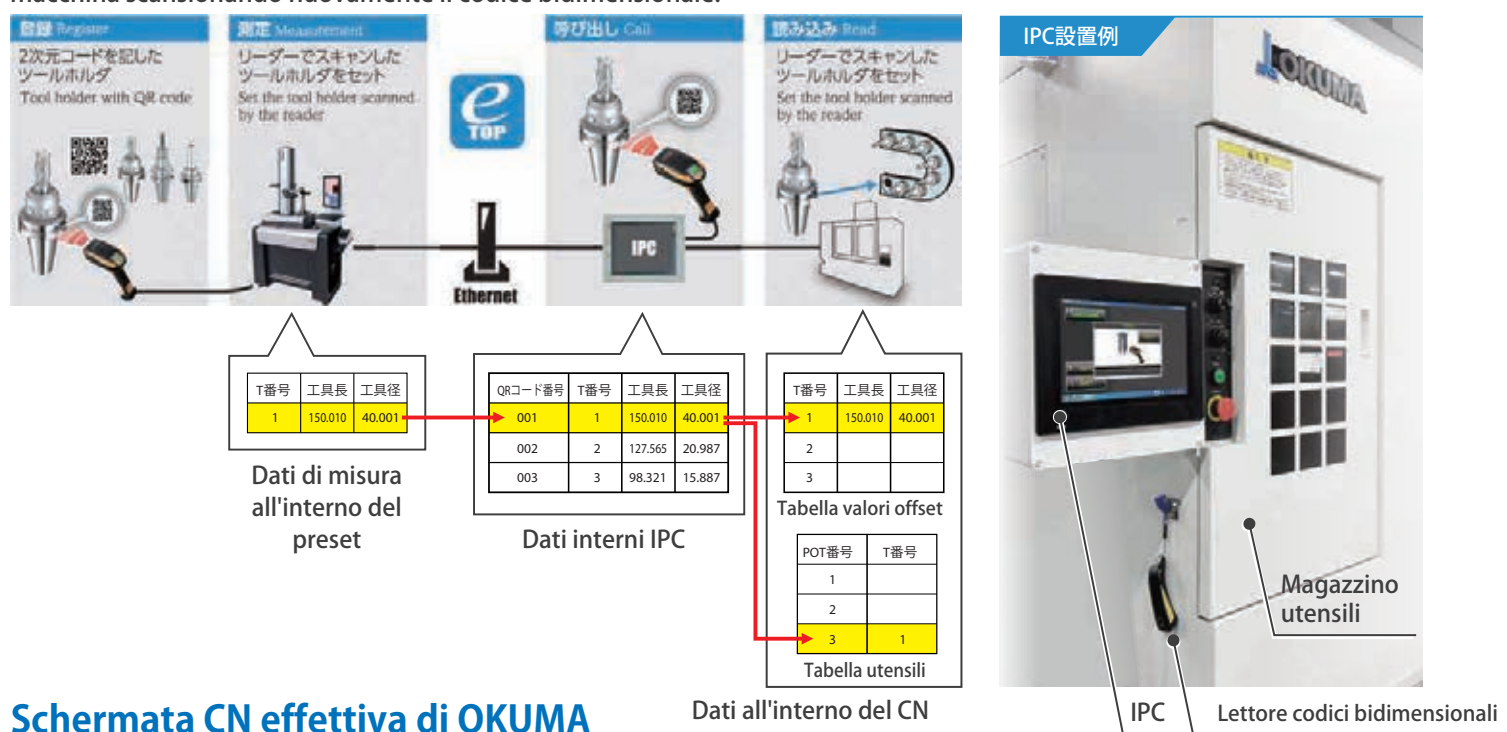 macchina scansionando nuovamente il codice bidimensionale.
登録 Register
2次元コードを記した
ツールホルダ
Tool holder with QR code
測定 Measurement
リーダーでスキャンした
ツールホルダをセット
Set the tool holder scanned
by the reader
e
TOP
Ethernet
呼び出し Call
IPC
読み込み Read
リーダーでスキャンした
ツールホルダをセット
Set the tool holder scanned
by the reader
T番号 工具長 工具径
1 150.010 40.001
Dati di misura
all'interno del
preset
QRコード番号 T番号 工具長 工具径
001 1 150.010 40.001
002 2 127.565 20.987
003 3 98.321 15.887
Dati interni IPC
T番号 工具長 工具径
1 150.010 40.001
2
3
Tabella valori offset
POT番号 T番号
1
2
3 1
Tabella utensili
Dati all'interno del CN
IPC設置例
OKUMA
Magazzino
utensili
IPC
Lettore codici bidimensionali
Schermata CN effettiva di OKUMA